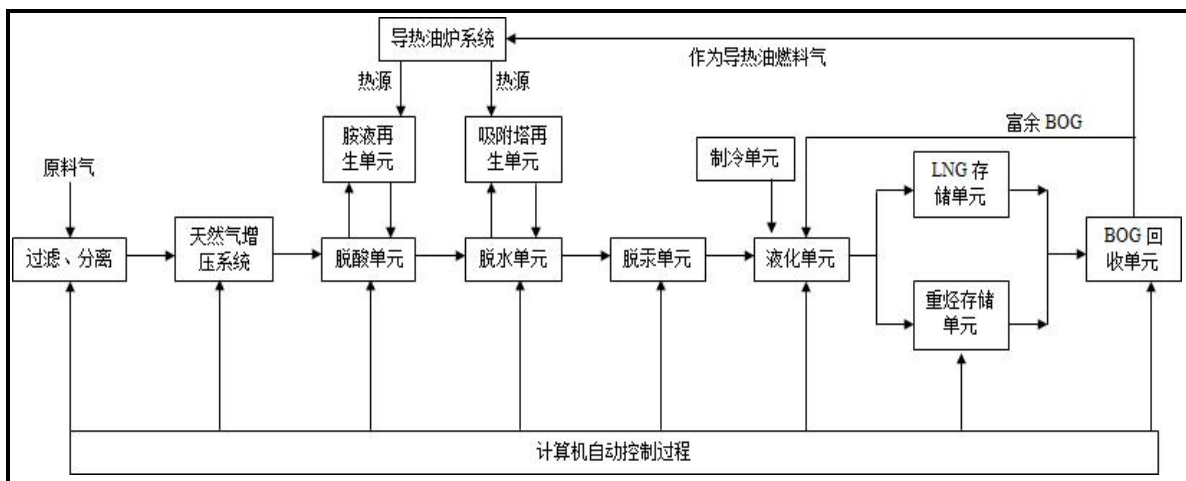 导热油炉系统
作为导热油燃料气
热源
热源
胺液再
生单元
吸附塔再
生单元
富余 BOG
制冷单元
LNG 存
储单元
原料气
过滤、分离
天然气增
压系统
脱酸单元
脱水单元
脱汞单元
液化单元
BOG 回
收单元
重烃存储
单元
计算机自动控制过程